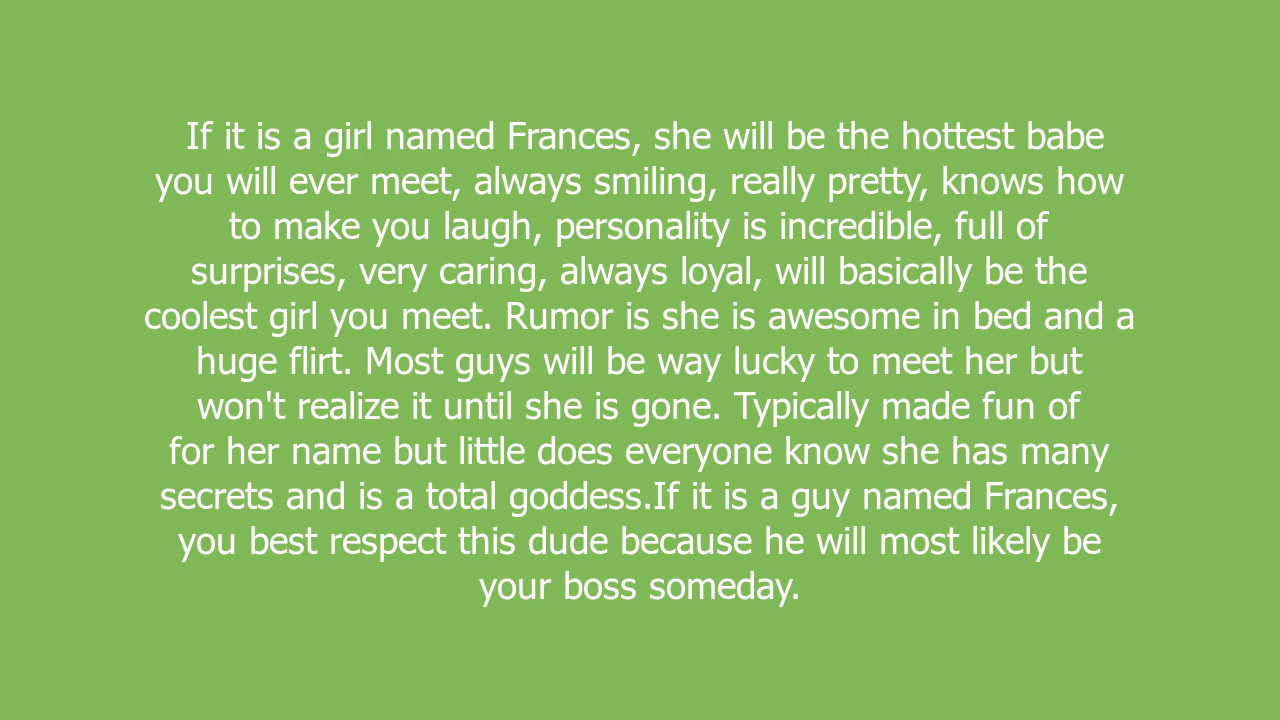 If it is a girl named Frances, she will be the hottest babe
you will ever meet, always smiling, really pretty, knows how
to make you laugh, personality is incredible, full of
surprises, very caring, always loyal, will basically be the
coolest girl you meet. Rumor is she is awesome in bed and a
huge flirt. Most guys will be way lucky to meet her but
won't realize it until she is gone. Typically made fun of
for her name but little does everyone know she has many
secrets and is a total goddess.If it is a guy named Frances,
you best respect this dude because he will most likely be
your boss someday.